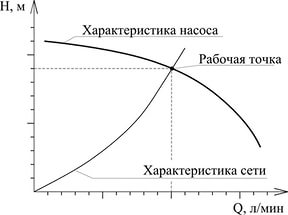 H, м
Характеристика насоса
Рабочая точка
Характеристика сети
Q, л/мин